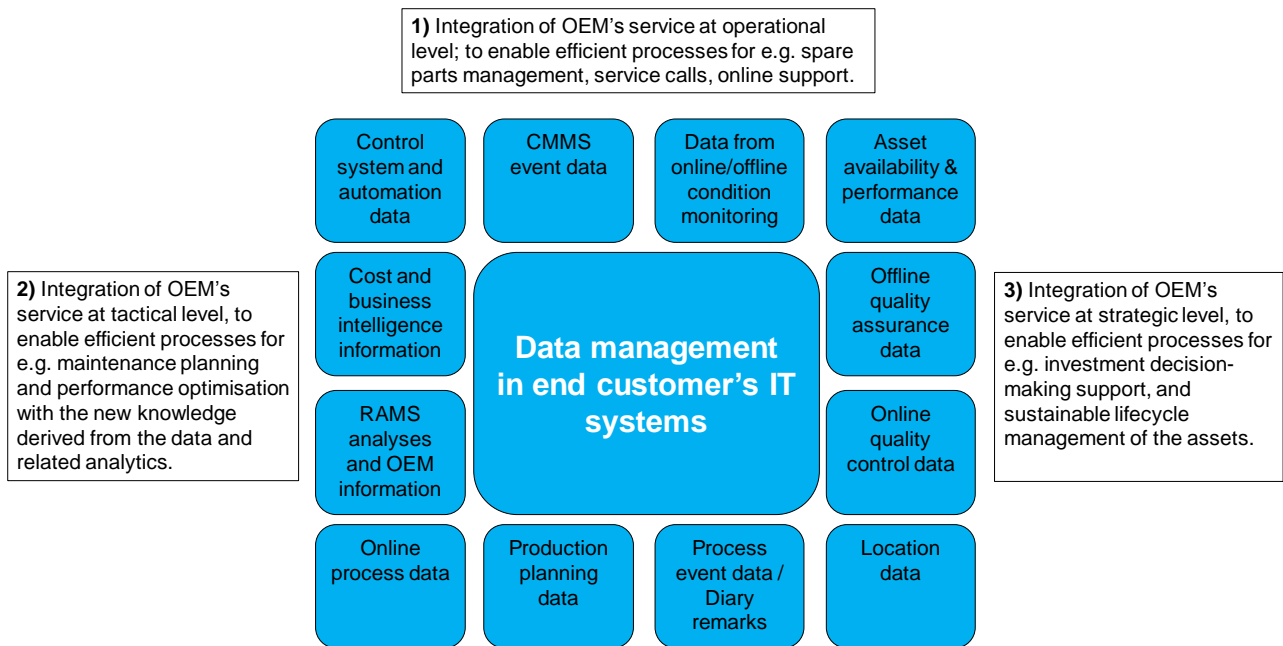 1) Integration of OEM's service at operational
level; to enable efficient processes for e.g. spare
parts management, service calls, online support.
Control
system and
automation
data
CMMS
event data
Data from
online/offline
condition
monitoring
Asset
availability &
performance
data
2) Integration of OEM's
service at tactical level, to
enable efficient processes for
e.g. maintenance planning
and performance optimisation
with the new knowledge
derived from the data and
related analytics.
Cost and
business
intelligence
information
Data management
in end customer's IT
systems
Offline
quality
assurance
data
3) Integration of OEM's
service at strategic level, to
enable efficient processes for
e.g. investment decision-
making support, and
sustainable lifecycle
management of the assets.
RAMS
analyses
and OEM
information
Online
quality
control data
Online
process data
Production
planning
data
Process
event data /
Diary
remarks
Location
data